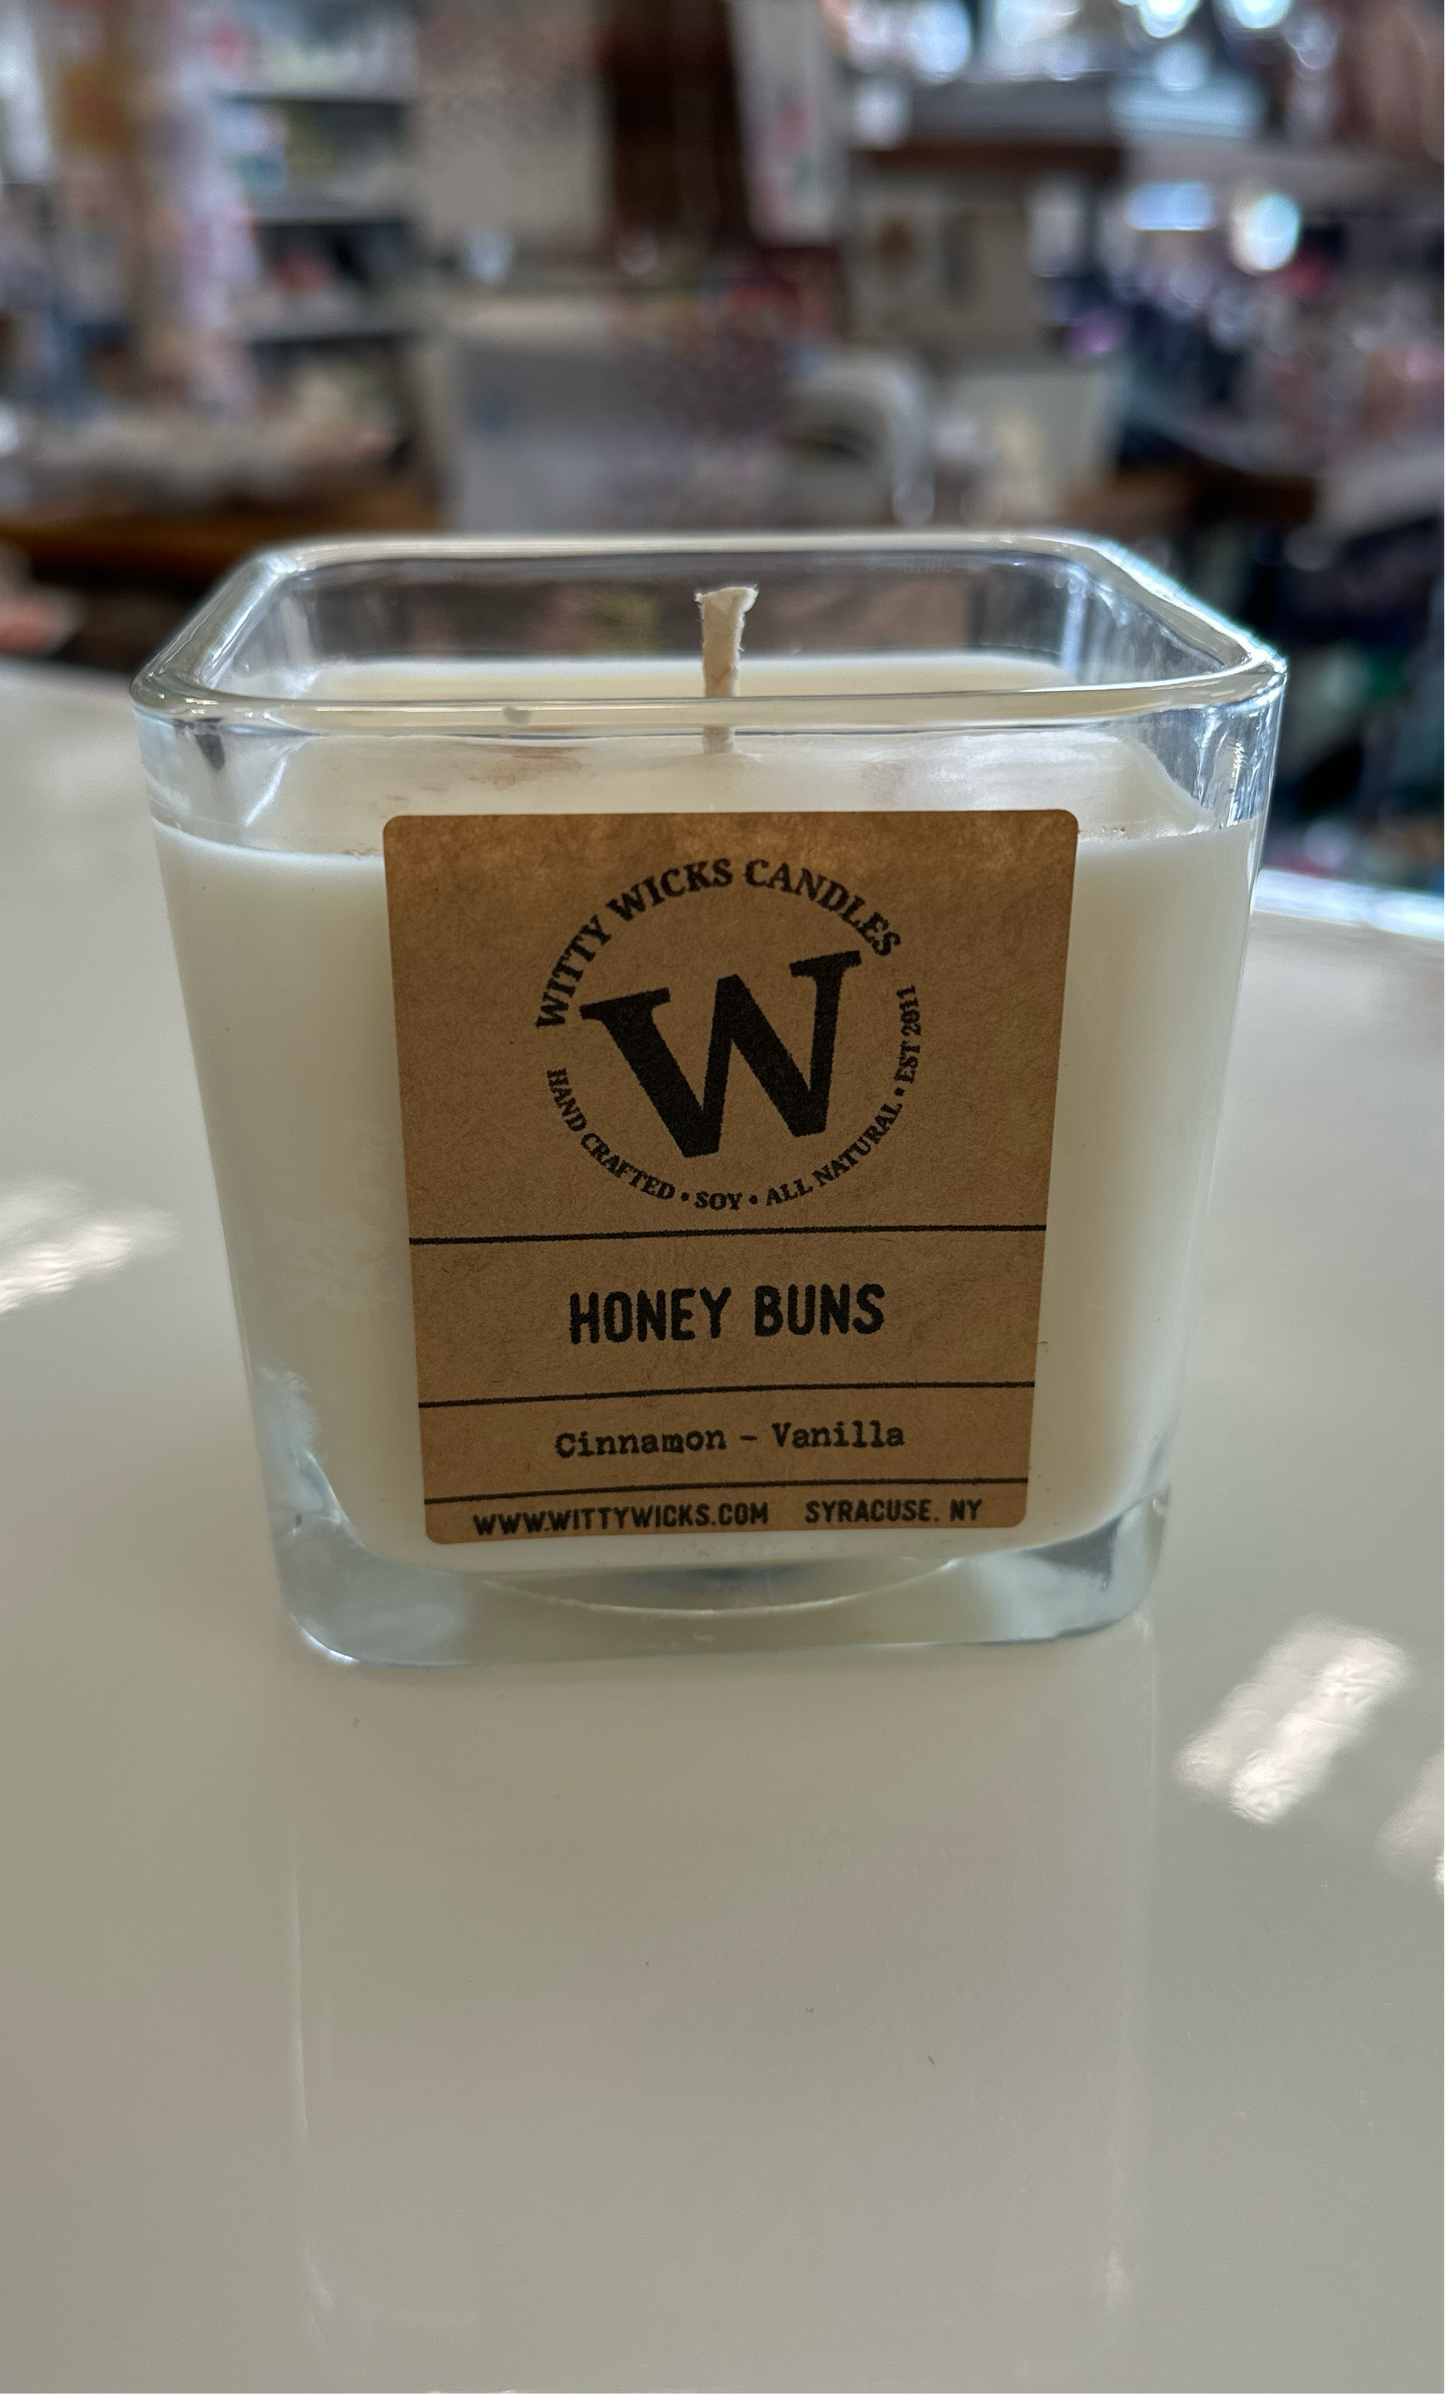 WITTY WICKS CANDLES
W
HAND CRAFTED • SOY • ALL NATURAL • EST 2011
HONEY BUNS
Cinnamon - Vanilla
WWW.WITTYWICKS.COM SYRACUSE. NY